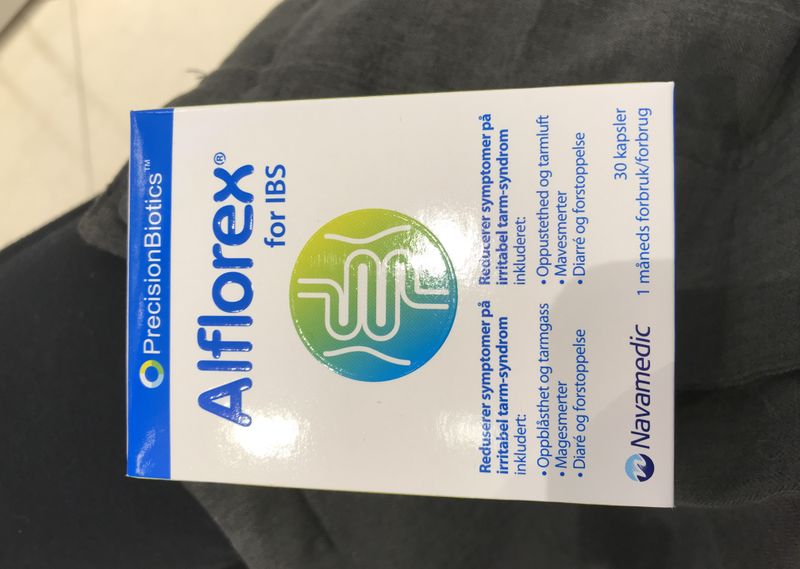 PrecisionBiotics™
Alflorex®
for IBS
Reduserer symptomer på
irritabel tarm-syndrom
inkludert:
• Oppblåsthet og tarmgass
• Magesmerter
• Diaré og forstoppelse
Reducerer symptomer på
irritabel tarm-syndrom
inkluderet:
• Oppustethed og tarmluft
• Mavesmerter
• Diarré og forstoppelse
Navamedic
30 kapsler
1 måneds forbruk/forbrug